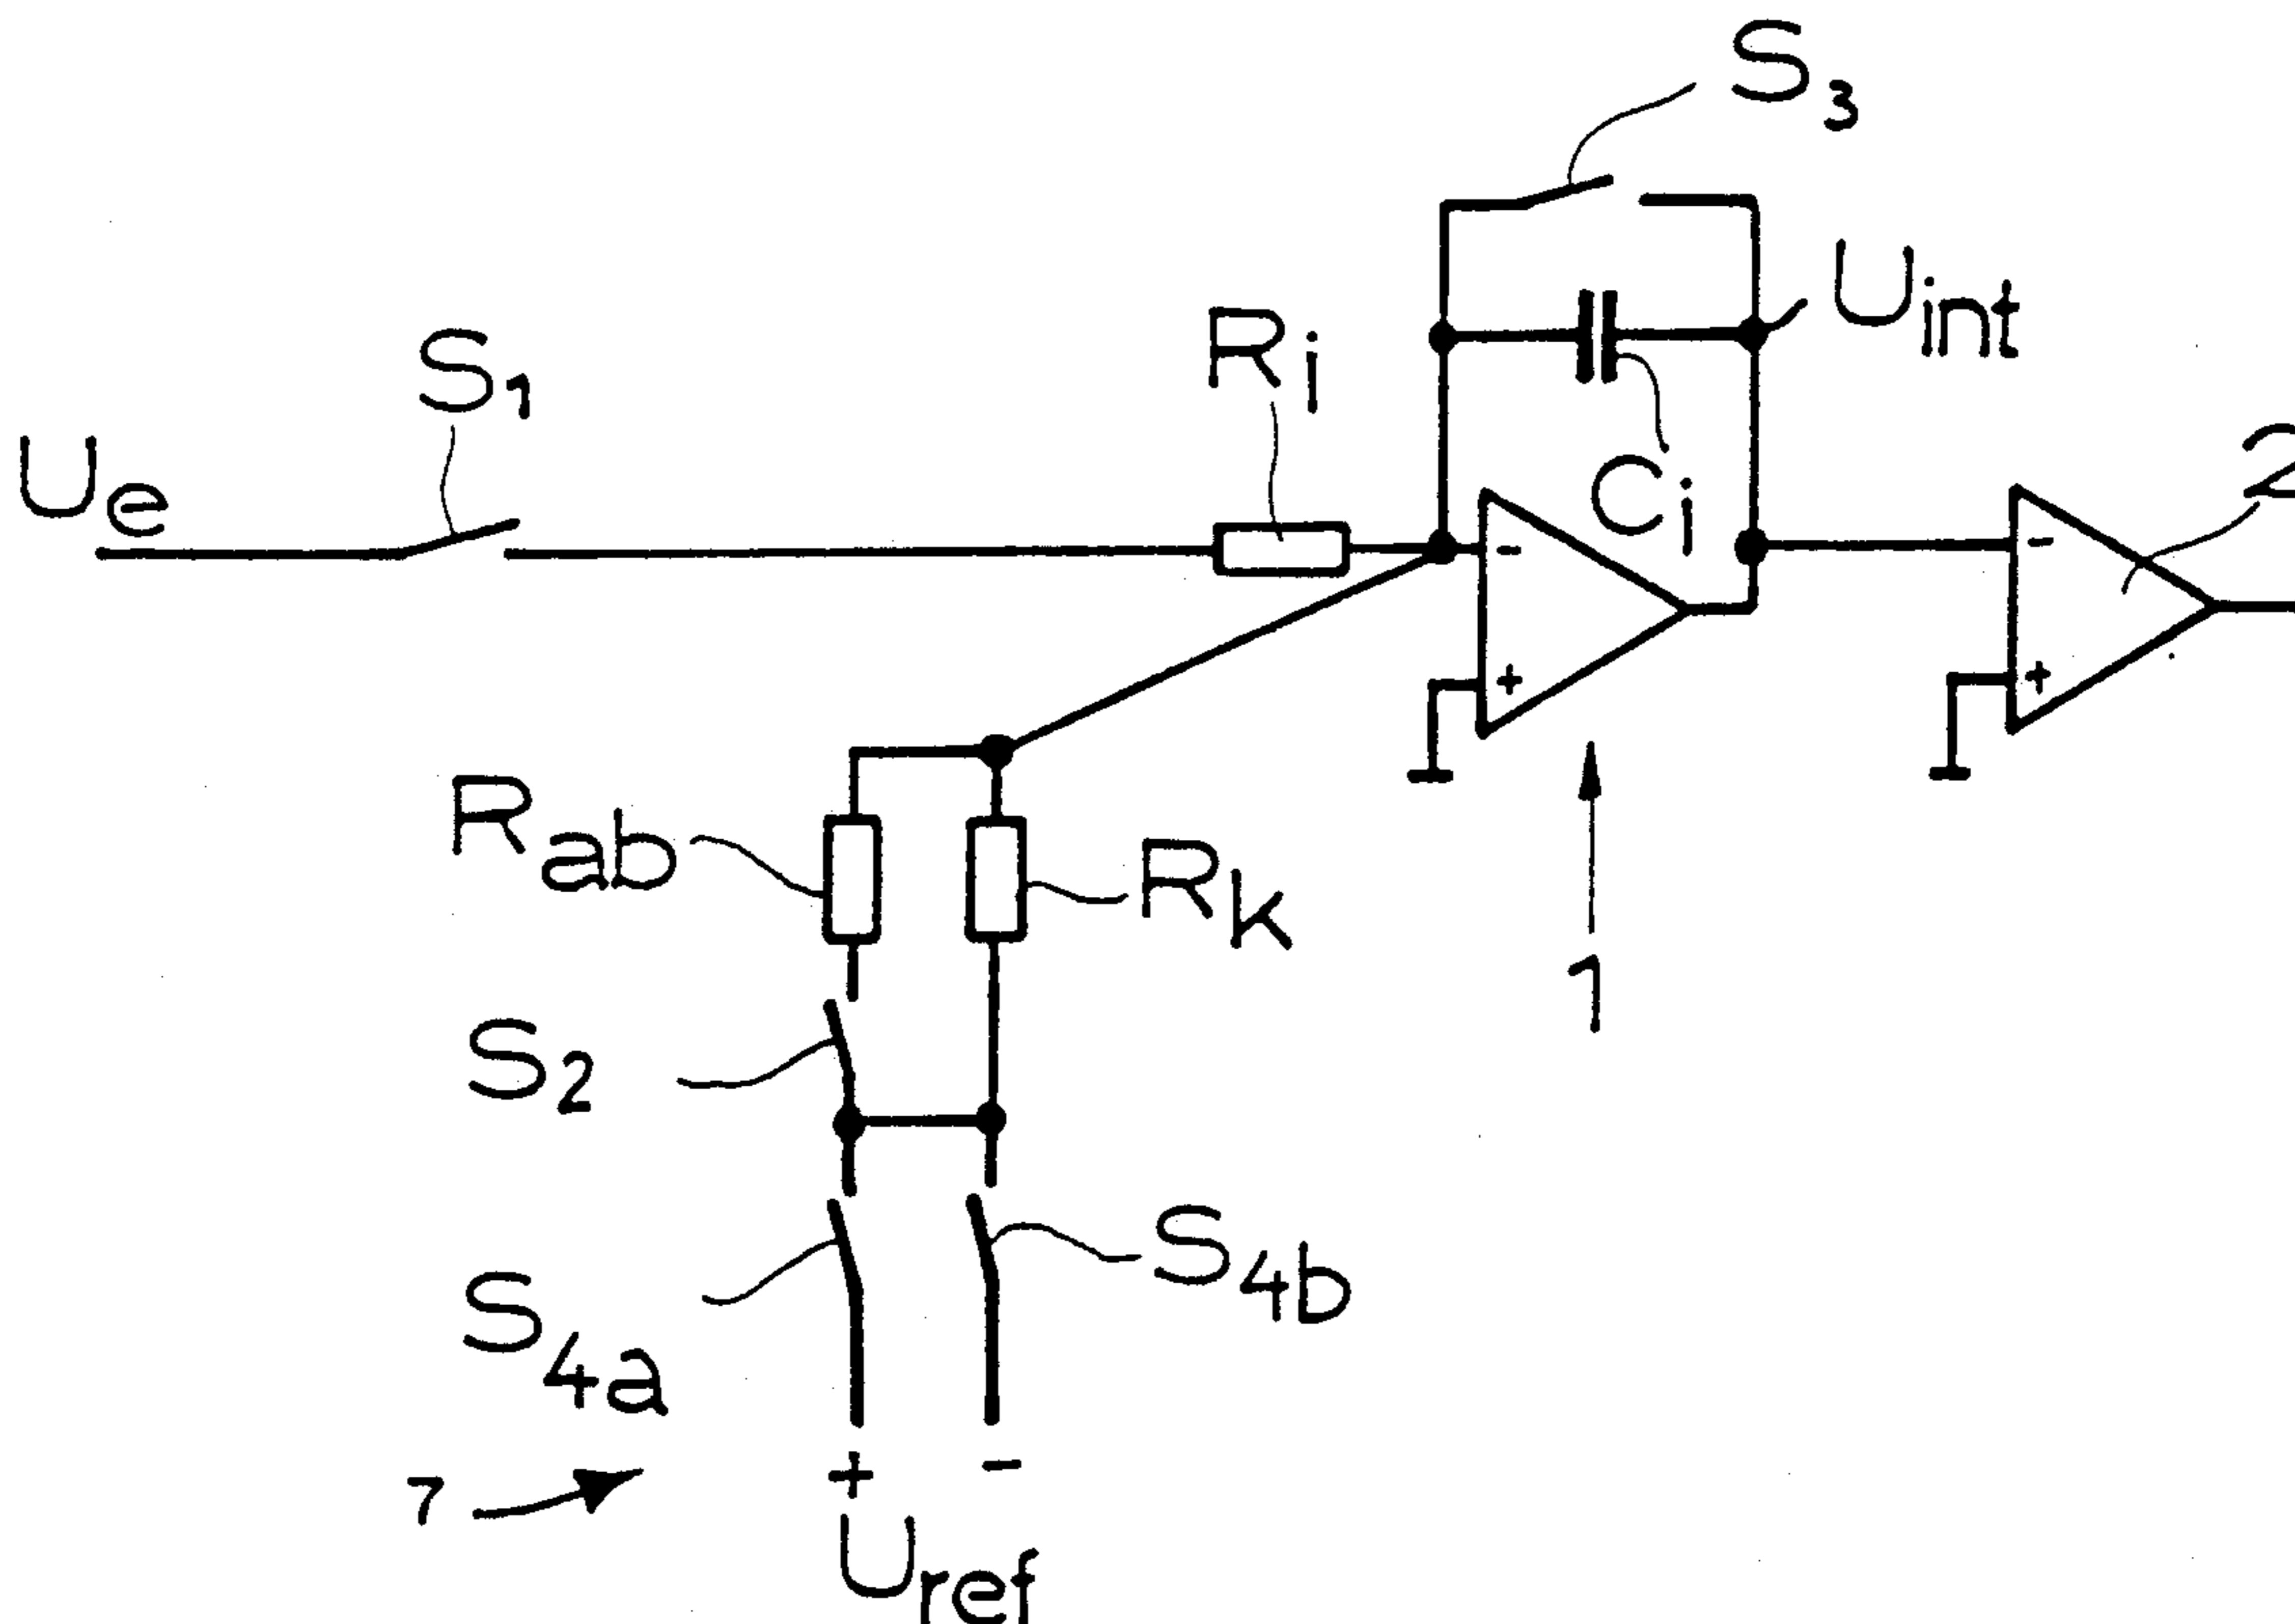 S3
Uint
Ri
S1
Ue
Ci
2
-
-
+
+
Rab
Rk
1
S2
S4b
S4a
7
+
-
Uref